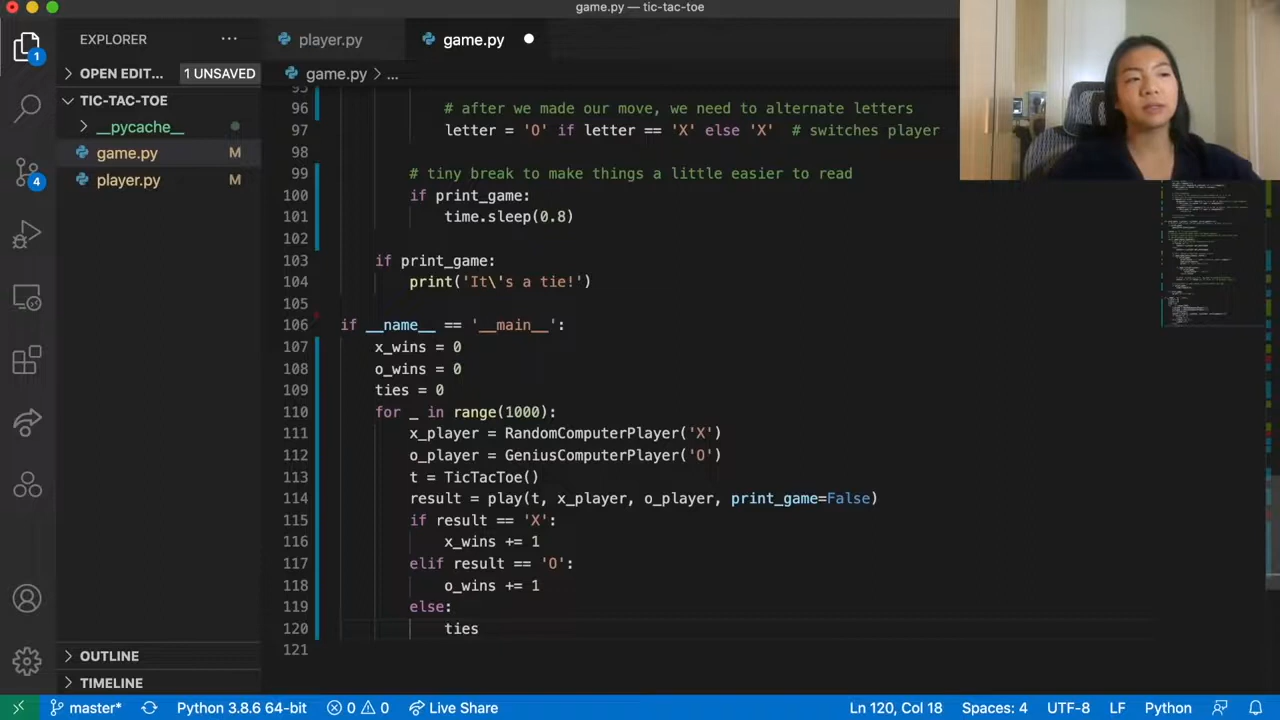 game.py — tic-tac-toe
EXPLORER
OPEN EDIT... 1 UNSAVED
TIC-TAC-TOE
__pycache__
game.py M
player.py M
OUTLINE
TIMELINE
1
4
player.py
game.py
game.py > ...
95
96 # after we made our move, we need to alternate letters
97 letter = 'O' if letter == 'X' else 'X' # switches player
98
99 # tiny break to make things a little easier to read
100 if print_game:
101 time.sleep(0.8)
102
103 if print_game:
104 print('It\'s a tie!')
105
106 if __name__ == '__main__':
107 x_wins = 0
108 o_wins = 0
109 ties = 0
110 for _ in range(1000):
111 x_player = RandomComputerPlayer('X')
112 o_player = GeniusComputerPlayer('O')
113 t = TicTacToe()
114 result = play(t, x_player, o_player, print_game=False)
115 if result == 'X':
116 x_wins += 1
117 elif result == 'O':
118 o_wins += 1
119 else:
120 ties
121
master* Python 3.8.6 64-bit 0 0 Live Share Ln 120, Col 18 Spaces: 4 UTF-8 LF Python